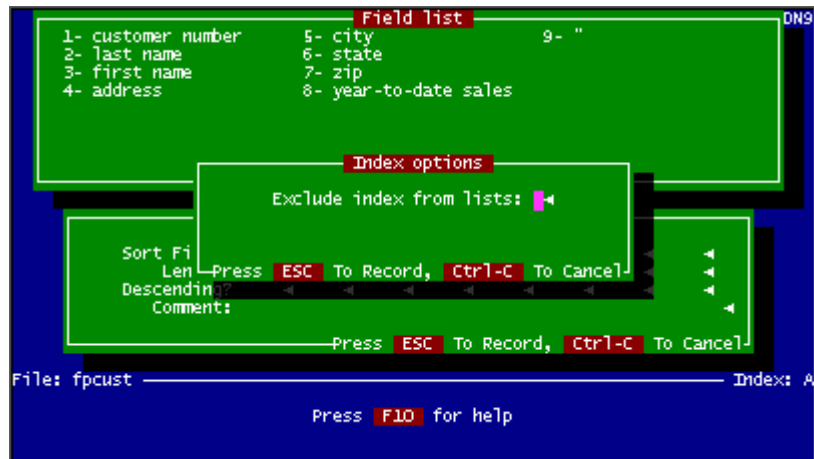 Field list
DN9
1- customer number 5- city 9- "
2- last name 6- state
3- first name 7- zip
4- address 8- year-to-date sales
Index options
Exclude index from lists:
Press ESC To Record, Ctrl-C To Cancel
Sort Fi
Len
Descending?
Comment:
Press ESC To Record, Ctrl-C To Cancel
File: fpcust Index: A
Press F10 for help